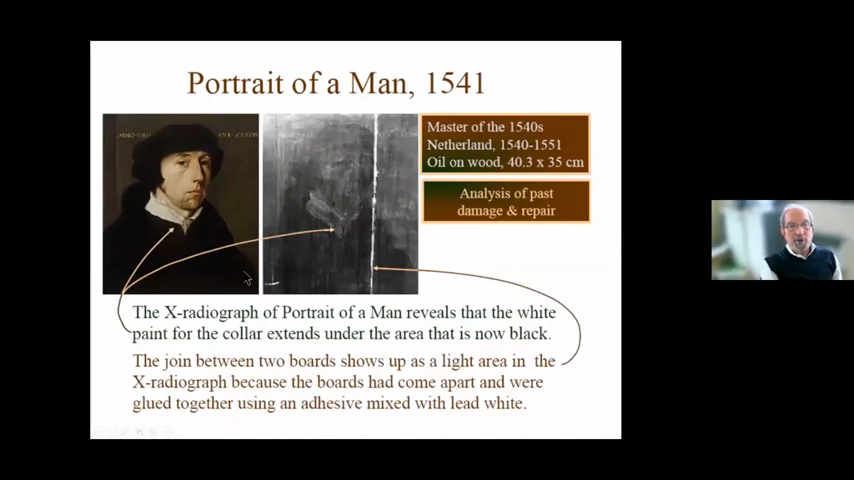 Portrait of a Man, 1541
Master of the 1540s
Netherland, 1540-1551
Oil on wood, 40.3 x 35 cm
Analysis of past
damage & repair
The X-radiograph of Portrait of a Man reveals that the white
paint for the collar extends under the area that is now black.
The join between two boards shows up as a light area in the
X-radiograph because the boards had come apart and were
glued together using an adhesive mixed with lead white.